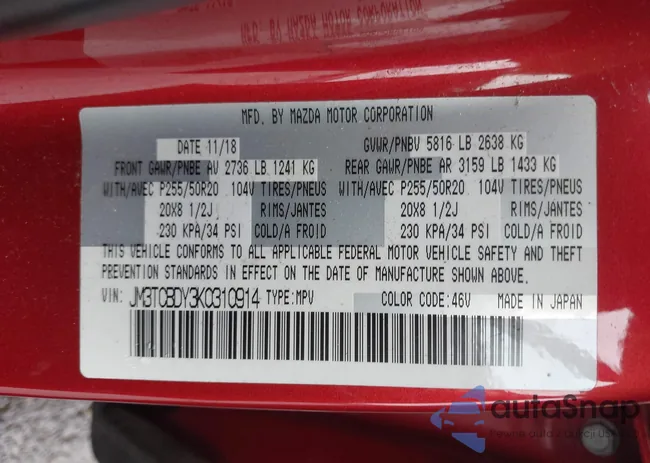 MFD. BY MAZDA MOTOR CORPORATION
DATE 11/18 GVWR/PNBV 5816 LB 2638 KG
FRONT GAWR/PNBE AV 2736 LB 1241 KG REAR GAWR/PNBE AR 3159 LB 1433 KG
WITH/AVEC P255/50R20 104V TIRES/PNEUS WITH/AVEC P255/50R20 104V TIRES/PNEUS
20X8 1/2J RIMS/JANTES 20X8 1/2J RIMS/JANTES
230 KPA/34 PSI COLD/A FROID 230 KPA/34 PSI COLD/A FROID
THIS VEHICLE CONFORMS TO ALL APPLICABLE FEDERAL MOTOR VEHICLE SAFETY AND THEFT
PREVENTION STANDARDS IN EFFECT ON THE DATE OF MANUFACTURE SHOWN ABOVE.
VIN: JM3TCBDY3K0310914 TYPE:MPV COLOR CODE:46V MADE IN JAPAN
autoSnap